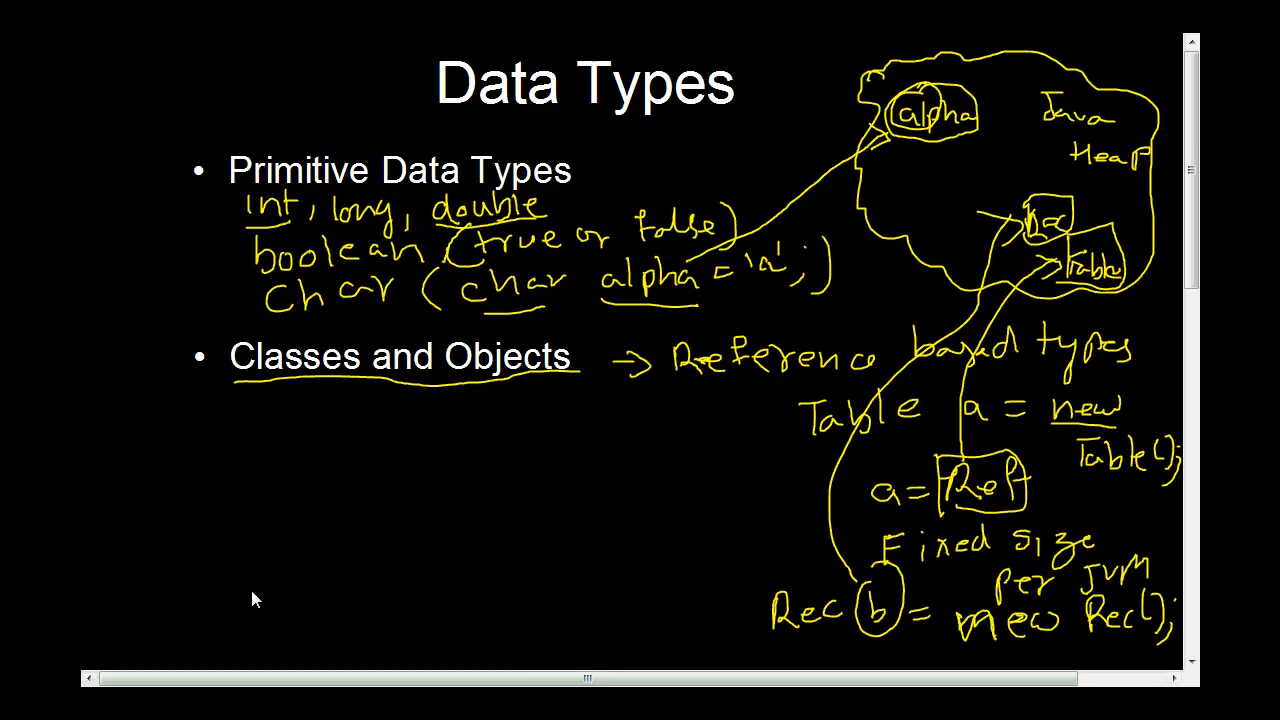 Data Types
alpha
Java
Heap
• Primitive Data Types
int, long, double
boolean (true or false)
char (char alpha = 'a';)
Rec
Table
• Classes and Objects → Reference based types
Table a = new
Table();
a = Ref
Fixed size
per JVM
Rec b = new Rec();